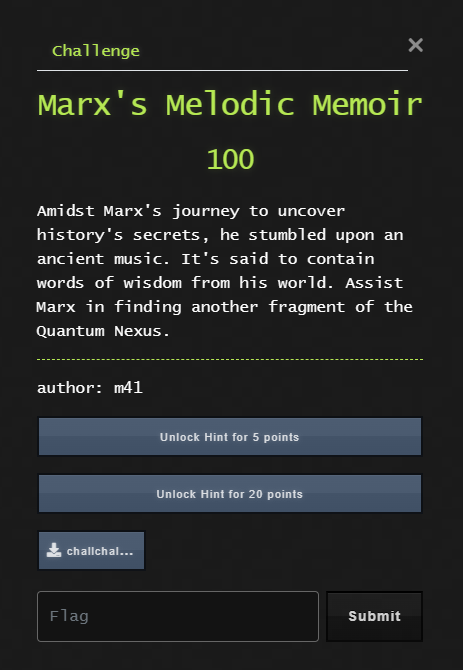 Challenge
×
Marx's Melodic Memoir
100
Amidst Marx's journey to uncover
history's secrets, he stumbled upon an
ancient music. It's said to contain
words of wisdom from his world. Assist
Marx in finding another fragment of the
Quantum Nexus.
author: m41
Unlock Hint for 5 points
Unlock Hint for 20 points
challchal...
Flag
Submit